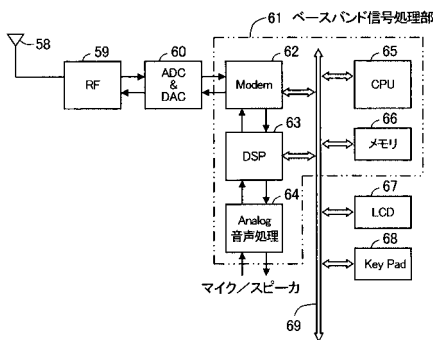 61 ベースバンド信号処理部
58
59
RF
60
ADC
&
DAC
62
Modem
63
DSP
64
Analog
音声処理
マイク/スピーカ
65
CPU
66
メモリ
67
LCD
68
Key Pad
69